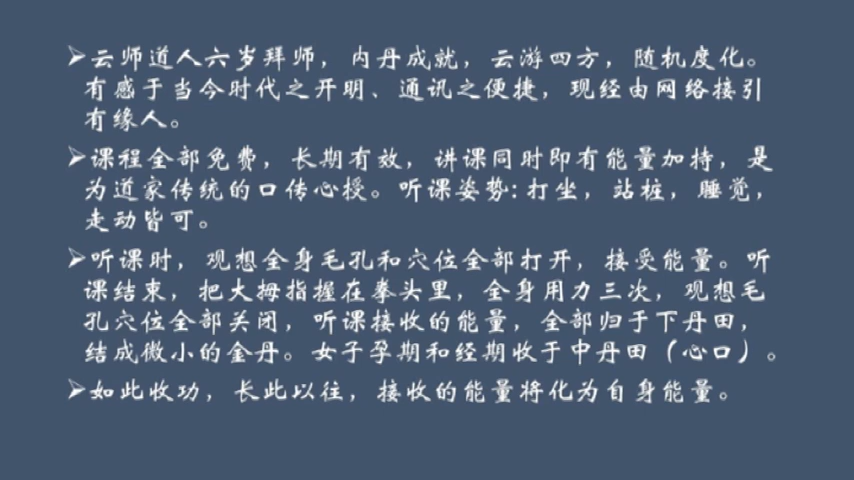 ➢云师道人六岁拜师，内丹成就，云游四方，随机度化。
有感于当今时代之开明、通讯之便捷，现经由网络接引
有缘人。
➢课程全部免费，长期有效，讲课同时即有能量加持，是
为道家传统的口传心授。听课姿势：打坐，站桩，睡觉，
走动皆可。
➢听课时，观想全身毛孔和穴位全部打开，接受能量。听
课结束，把大拇指握在拳头里，全身用力三次，观想毛
孔穴位全部关闭，听课接收的能量，全部归于下丹田，
结成微小的金丹。女子孕期和经期收于中丹田（心口）。
➢如此收功，长此以往，接收的能量将化为自身能量。